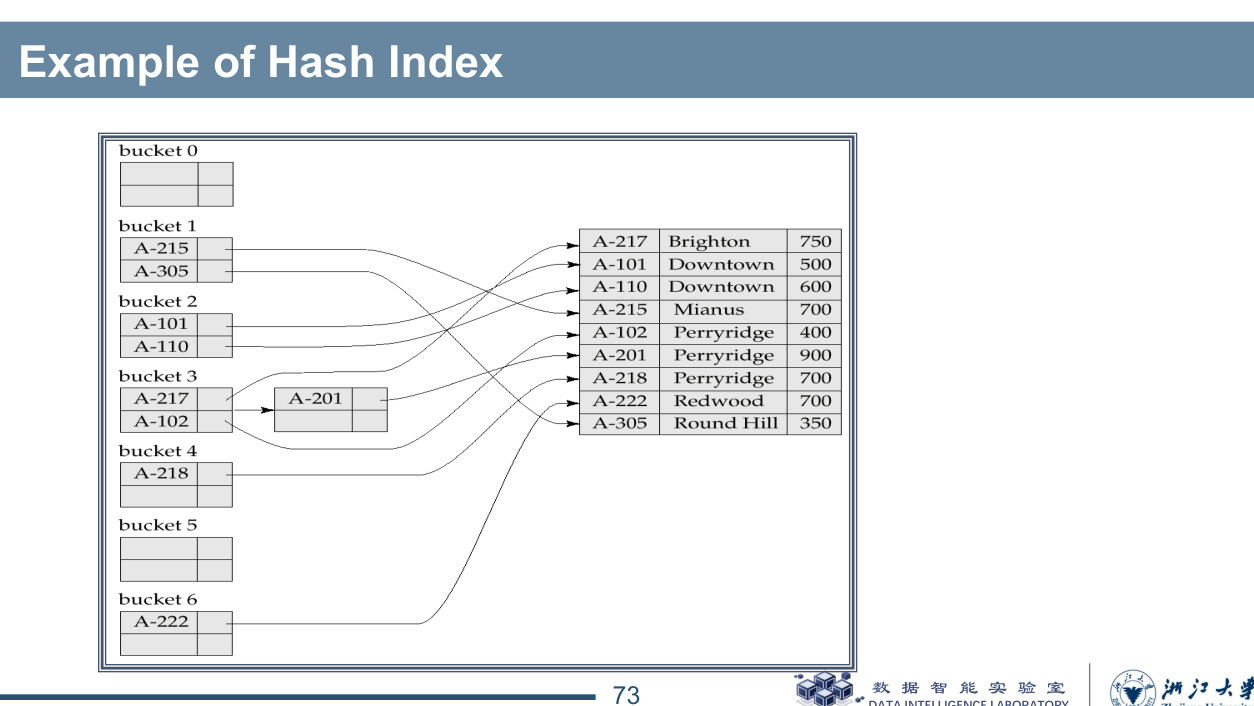 Example of Hash Index
bucket 0
bucket 1
A-215
A-305
bucket 2
A-101
A-110
bucket 3
A-217
A-102
A-201
bucket 4
A-218
bucket 5
bucket 6
A-222
A-217 Brighton 750
A-101 Downtown 500
A-110 Downtown 600
A-215 Mianus 700
A-102 Perryridge 400
A-201 Perryridge 900
A-218 Perryridge 700
A-222 Redwood 700
A-305 Round Hill 350
73
数据智能实验室
DATA INTELLIGENCE LABORATORY
浙江大学